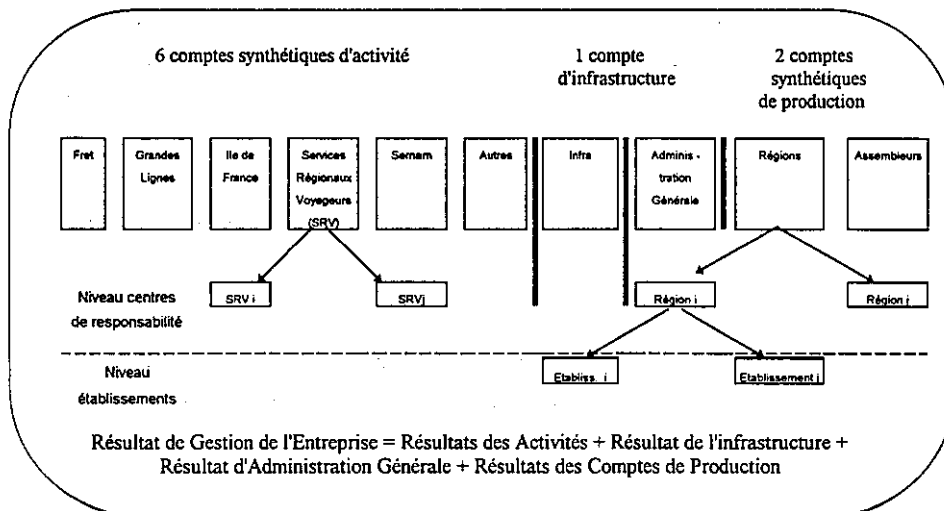 6 comptes synthétiques d'activité
1 compte
d'infrastructure
2 comptes
synthétiques
de production
Fret
Grandes
Lignes
Ile de
France
Services
Régionaux
Voyageurs
(SRV)
Sernam
Autres
Infra
Adminis -
tration
Générale
Régions
Assembleurs
Niveau centres
de responsabilité
SRV i
SRVj
Région i
Région j
Niveau
établissements
Etabliss. i
Etablissement j
Résultat de Gestion de l'Entreprise = Résultats des Activités + Résultat de l'infrastructure +
Résultat d'Administration Générale + Résultats des Comptes de Production